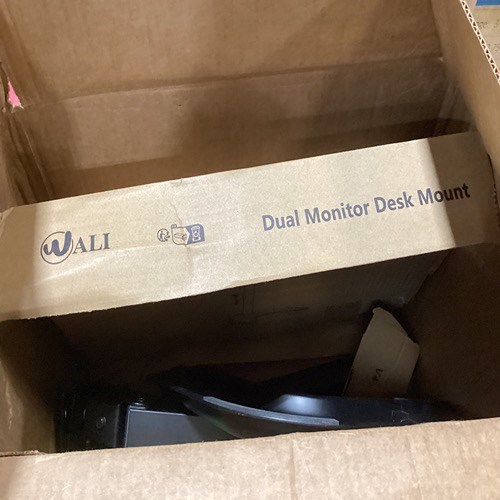 WALI
Dual Monitor Desk Mount